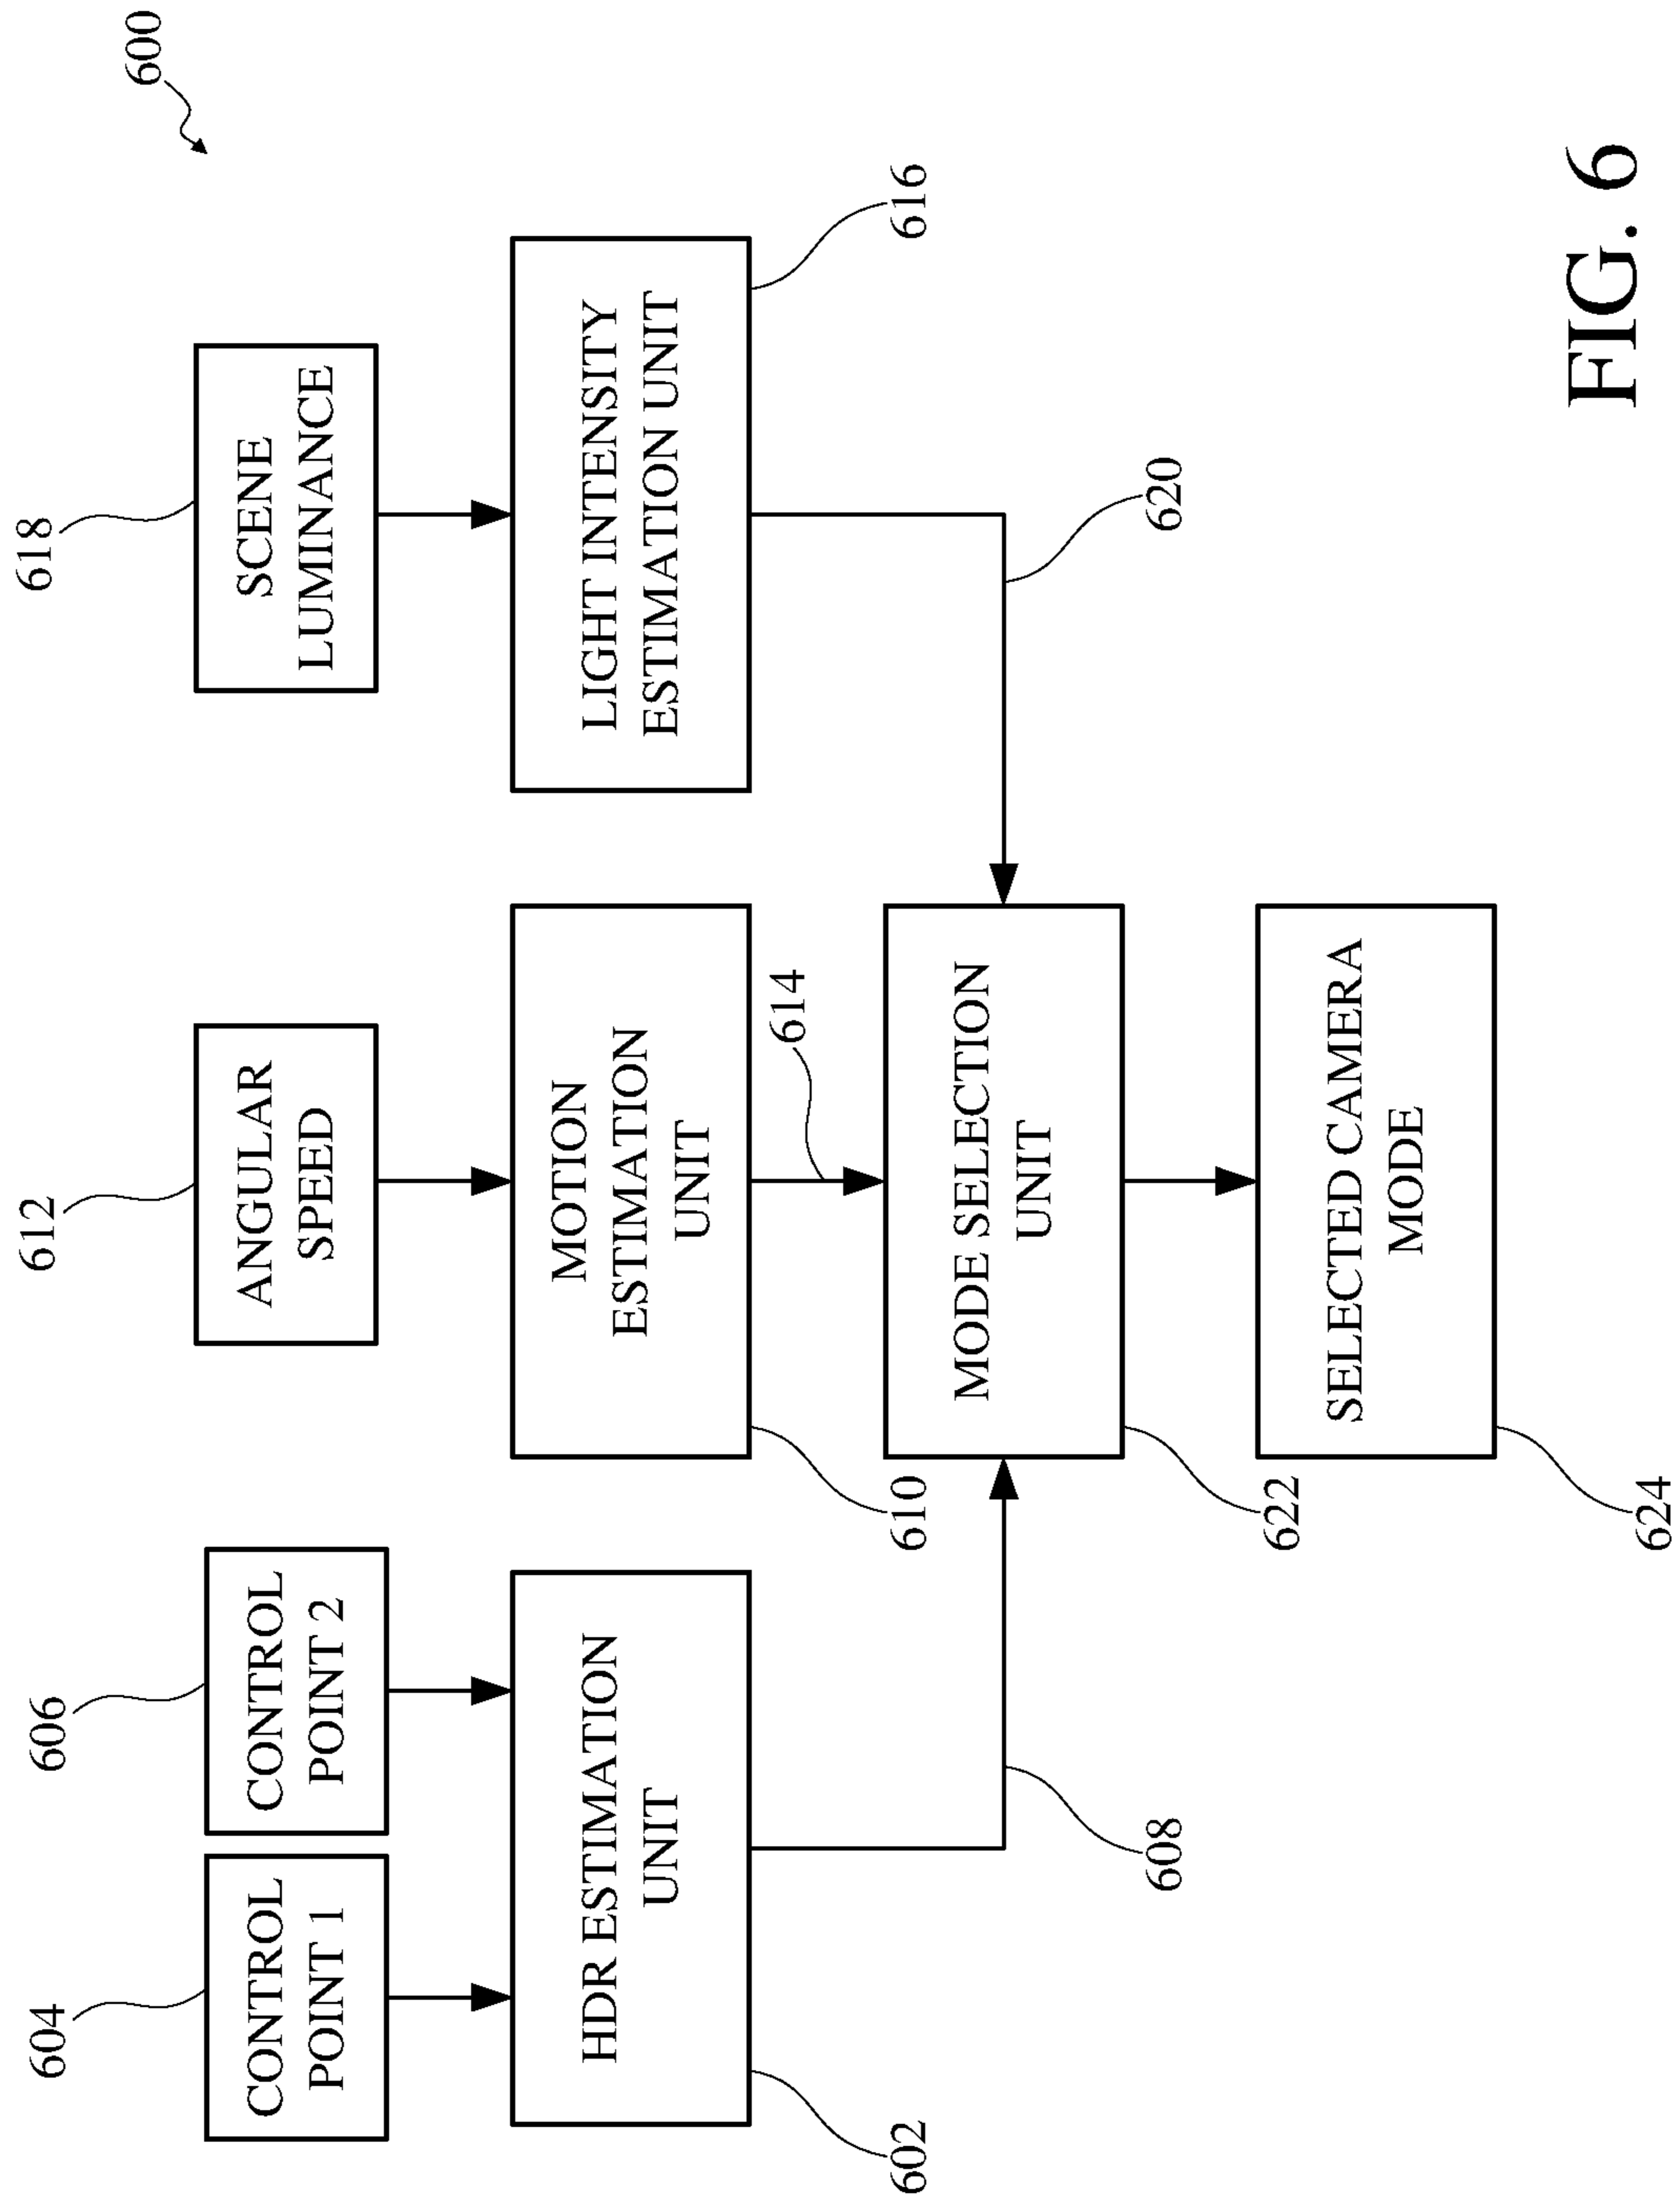 600
604
606
612
618
CONTROL
POINT 1
CONTROL
POINT 2
ANGULAR
SPEED
SCENE
LUMINANCE
HDR ESTIMATION
UNIT
MOTION
ESTIMATION
UNIT
LIGHT INTENSITY
ESTIMATION UNIT
602
610
614
616
MODE SELECTION
UNIT
608
620
622
SELECTED CAMERA
MODE
624
FIG. 6